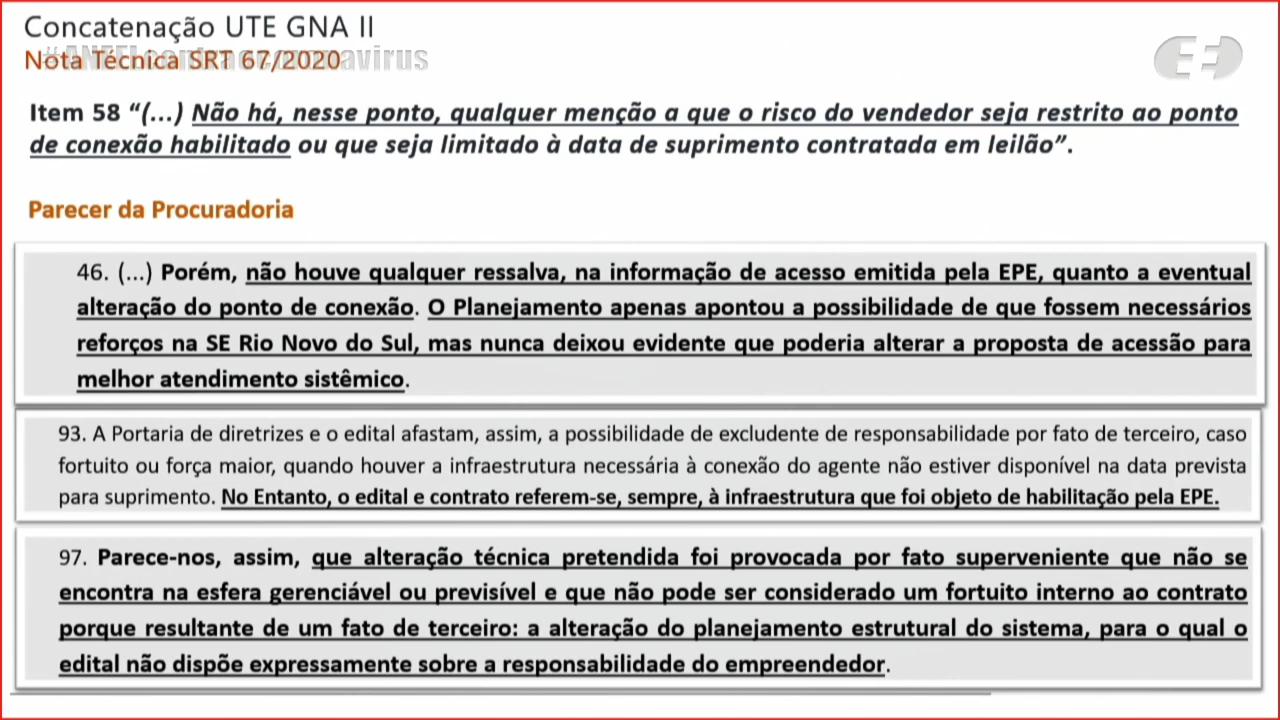 Concatenação UTE GNA II
#ANEELcontraocoronavírus
Nota Técnica SRT 67/2020
Item 58 “(...) Não há, nesse ponto, qualquer menção a que o risco do vendedor seja restrito ao ponto
de conexão habilitado ou que seja limitado à data de suprimento contratada em leilão”.
Parecer da Procuradoria
46. (...) Porém, não houve qualquer ressalva, na informação de acesso emitida pela EPE, quanto a eventual
alteração do ponto de conexão. O Planejamento apenas apontou a possibilidade de que fossem necessários
reforços na SE Rio Novo do Sul, mas nunca deixou evidente que poderia alterar a proposta de acessão para
melhor atendimento sistêmico.
93. A Portaria de diretrizes e o edital afastam, assim, a possibilidade de excludente de responsabilidade por fato de terceiro, caso
fortuito ou força maior, quando houver a infraestrutura necessária à conexão do agente não estiver disponível na data prevista
para suprimento. No Entanto, o edital e contrato referem-se, sempre, à infraestrutura que foi objeto de habilitação pela EPE.
97. Parece-nos, assim, que alteração técnica pretendida foi provocada por fato superveniente que não se
encontra na esfera gerenciável ou previsível e que não pode ser considerado um fortuito interno ao contrato
porque resultante de um fato de terceiro: a alteração do planejamento estrutural do sistema, para o qual o
edital não dispõe expressamente sobre a responsabilidade do empreendedor.